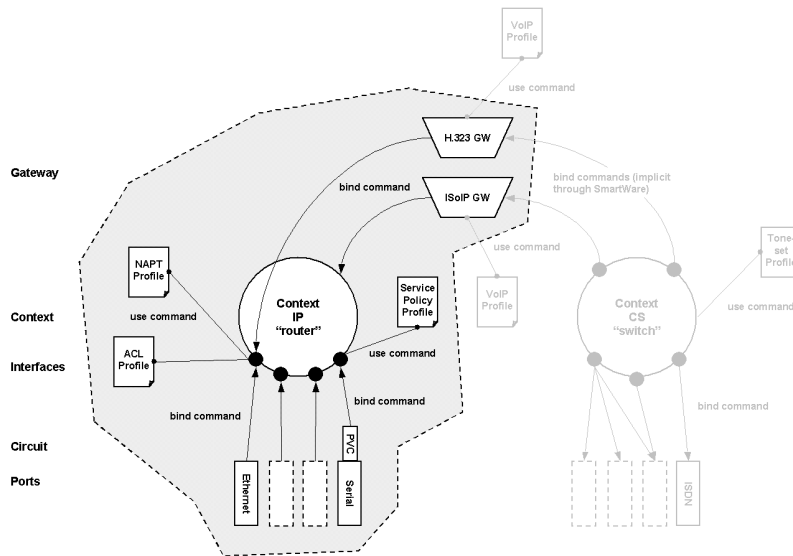 VoIP
Profile
use command
H.323 GW
Gateway
bind command
ISoIP GW
bind commands (implicit
through SmartWare)
use command
Tone-
set
Profile
NAPT
Profile
Service
Policy
Profile
VoIP
Profile
Context
Context
IP
"router"
Context
CS
"switch"
use command
use command
ACL
Profile
use command
Interfaces
bind command
bind command
bind command
Circuit
PVC
Ports
Ethernet
Serial
ISDN